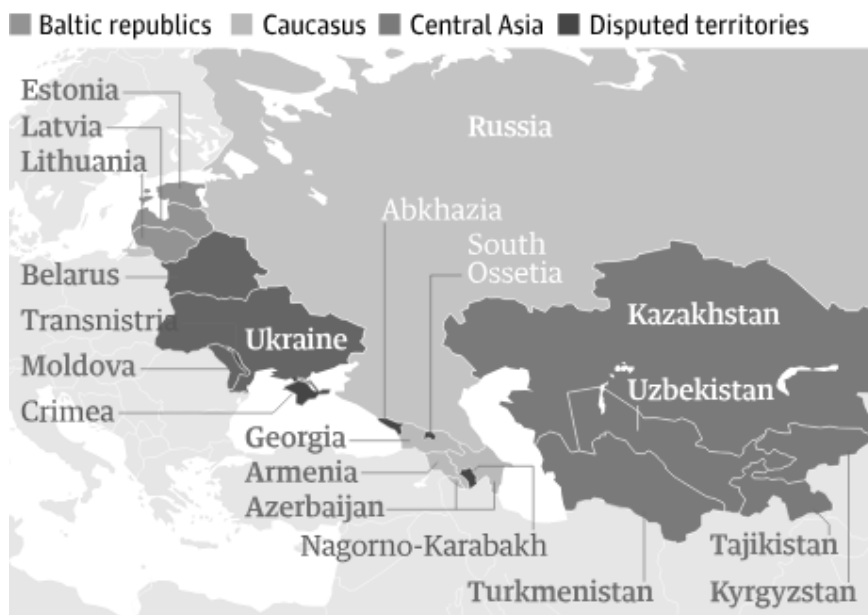 Baltic republics Caucasus Central Asia Disputed territories
Estonia
Latvia
Lithuania
Russia
Abkhazia
South
Ossetia
Belarus
Transnistria
Ukraine
Kazakhstan
Moldova
Uzbekistan
Crimea
Georgia
Armenia
Azerbaijan
Nagorno-Karabakh
Tajikistan
Turkmenistan
Kyrgyzstan